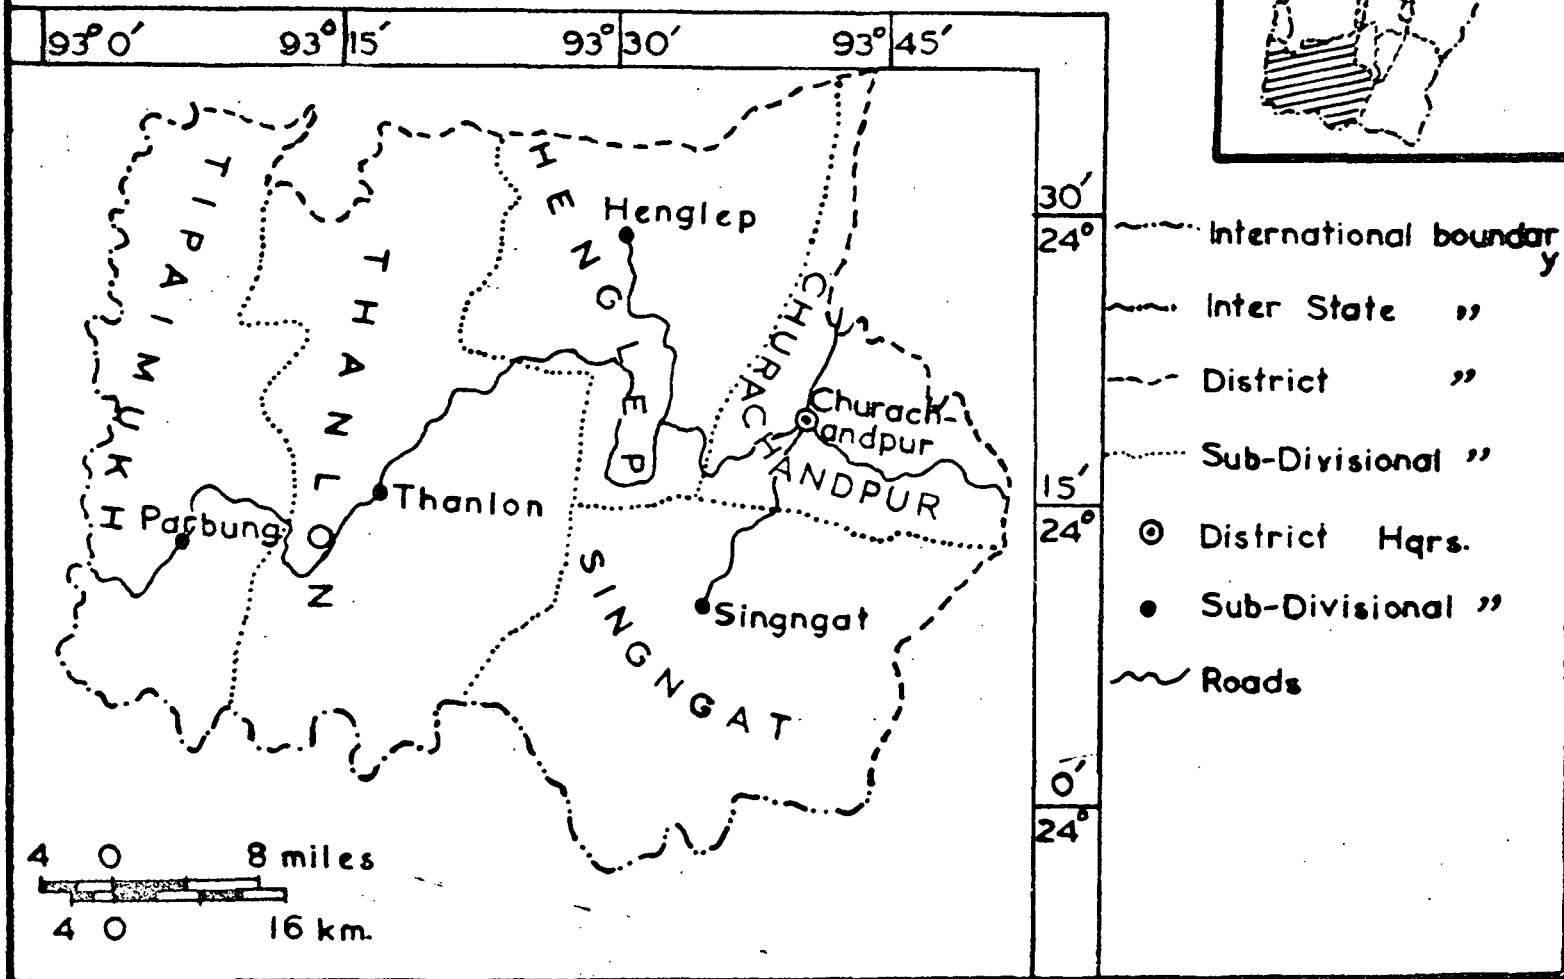 93°0′ 93°15′ 93°30′ 93°45′
30′
24°
15′
24°
0′
24°
TIPAIMUKH
THANLON
HENGLEP
CHURACHANDPUR
SINGNGAT
Henglep
Churach-
andpur
Thanlon
Parbung
Singngat
International boundary
Inter State ”
District ”
Sub-Divisional ”
District Hqrs.
Sub-Divisional ”
Roads
4 0 8 miles
4 0 16 km.